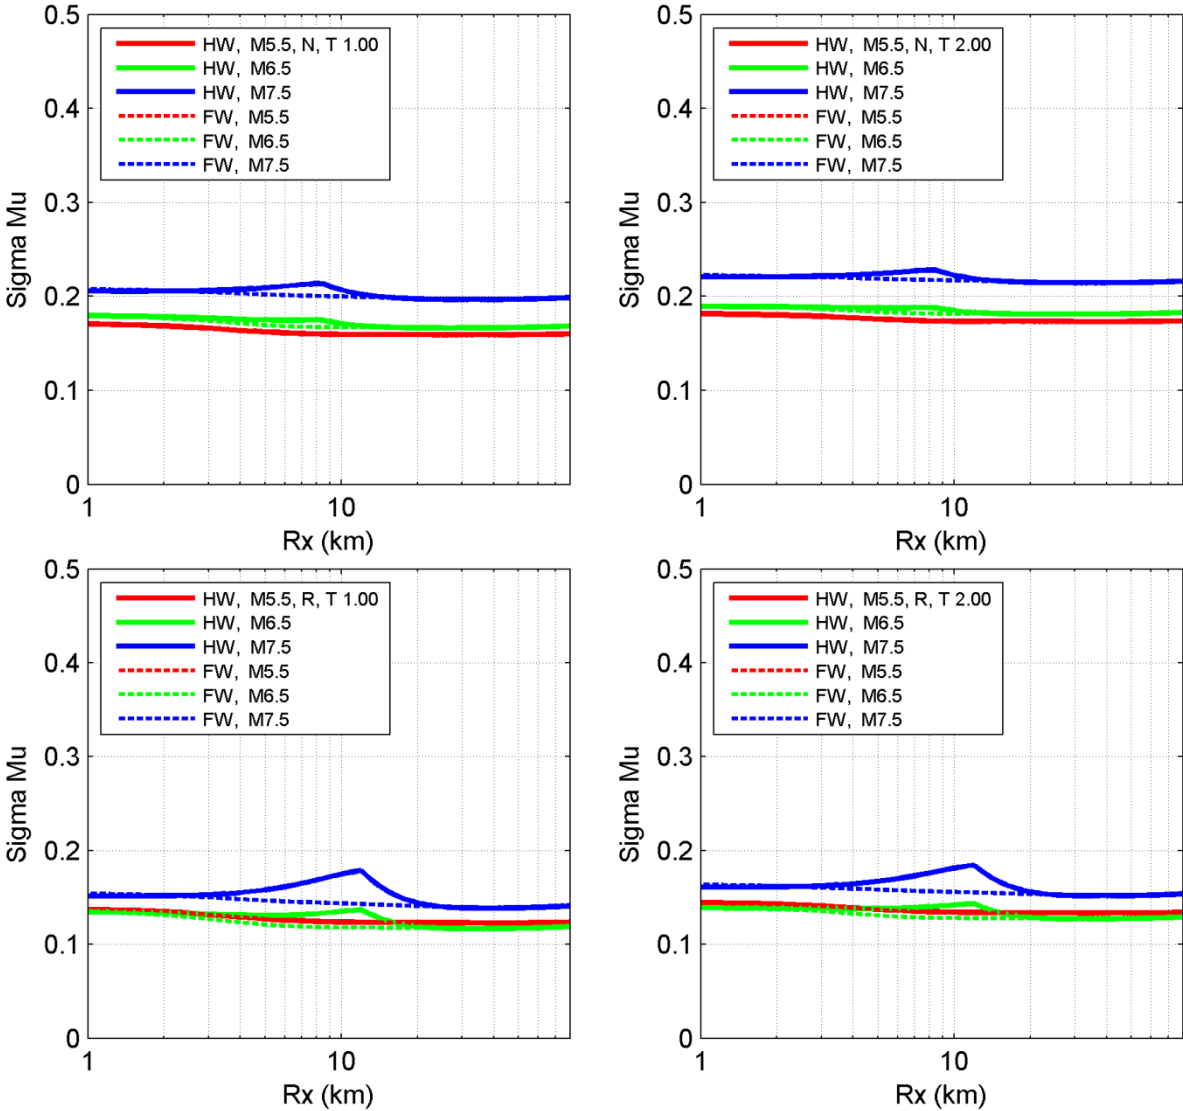 0.5
0.4
0.3
0.2
0.1
0
Sigma Mu
HW, M5.5, N, T 1.00
HW, M6.5
HW, M7.5
FW, M5.5
FW, M6.5
FW, M7.5
1
10
Rx (km)
0.5
0.4
0.3
0.2
0.1
0
Sigma Mu
HW, M5.5, N, T 2.00
HW, M6.5
HW, M7.5
FW, M5.5
FW, M6.5
FW, M7.5
1
10
Rx (km)
0.5
0.4
0.3
0.2
0.1
0
Sigma Mu
HW, M5.5, R, T 1.00
HW, M6.5
HW, M7.5
FW, M5.5
FW, M6.5
FW, M7.5
1
10
Rx (km)
0.5
0.4
0.3
0.2
0.1
0
Sigma Mu
HW, M5.5, R, T 2.00
HW, M6.5
HW, M7.5
FW, M5.5
FW, M6.5
FW, M7.5
1
10
Rx (km)